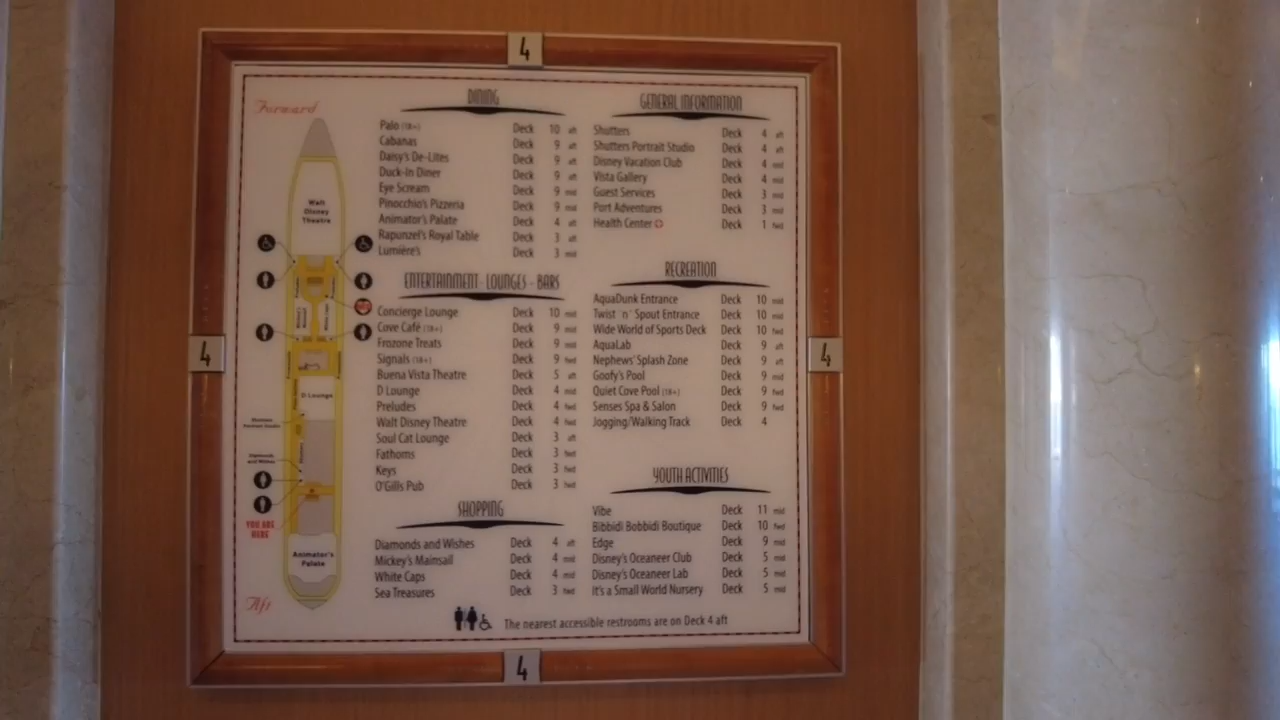 4
Forward
Walt
Disney
Theatre
D Lounge
YOU ARE
HERE
Animator's
Palate
Aft
DINING
Palo (18+) Deck 10 aft
Cabanas Deck 9 aft
Daisy's De-Lites Deck 9 aft
Duck-In Diner Deck 9 aft
Eye Scream Deck 9 mid
Pinocchio's Pizzeria Deck 9 mid
Animator's Palate Deck 4 aft
Rapunzel's Royal Table Deck 3 aft
Lumière's Deck 3 mid
ENTERTAINMENT - LOUNGES - BARS
Concierge Lounge Deck 10 mid
Cove Café (18+) Deck 9 mid
Frozone Treats Deck 9 mid
Signals (18+) Deck 9 fwd
Buena Vista Theatre Deck 5 aft
D Lounge Deck 4 mid
Preludes Deck 4 fwd
Walt Disney Theatre Deck 4 fwd
Soul Cat Lounge Deck 3 aft
Fathoms Deck 3 fwd
Keys Deck 3 fwd
O'Gills Pub Deck 3 fwd
SHOPPING
Diamonds and Wishes Deck 4 aft
Mickey's Mainsail Deck 4 mid
White Caps Deck 4 mid
Sea Treasures Deck 3 fwd
GENERAL INFORMATION
Shutters Deck 4 aft
Shutters Portrait Studio Deck 4 aft
Disney Vacation Club Deck 4 mid
Vista Gallery Deck 4 mid
Guest Services Deck 3 mid
Port Adventures Deck 3 mid
Health Center Deck 1 fwd
RECREATION
AquaDunk Entrance Deck 10 mid
Twist 'n' Spout Entrance Deck 10 mid
Wide World of Sports Deck Deck 10 fwd
AquaLab Deck 9 aft
Nephews' Splash Zone Deck 9 aft
Goofy's Pool Deck 9 mid
Quiet Cove Pool (18+) Deck 9 fwd
Senses Spa & Salon Deck 9 fwd
Jogging/Walking Track Deck 4
YOUTH ACTIVITIES
Vibe Deck 11 mid
Bibbidi Bobbidi Boutique Deck 10 fwd
Edge Deck 9 mid
Disney's Oceaneer Club Deck 5 mid
Disney's Oceaneer Lab Deck 5 mid
It's a Small World Nursery Deck 5 mid
The nearest accessible restrooms are on Deck 4 aft
4
4
4